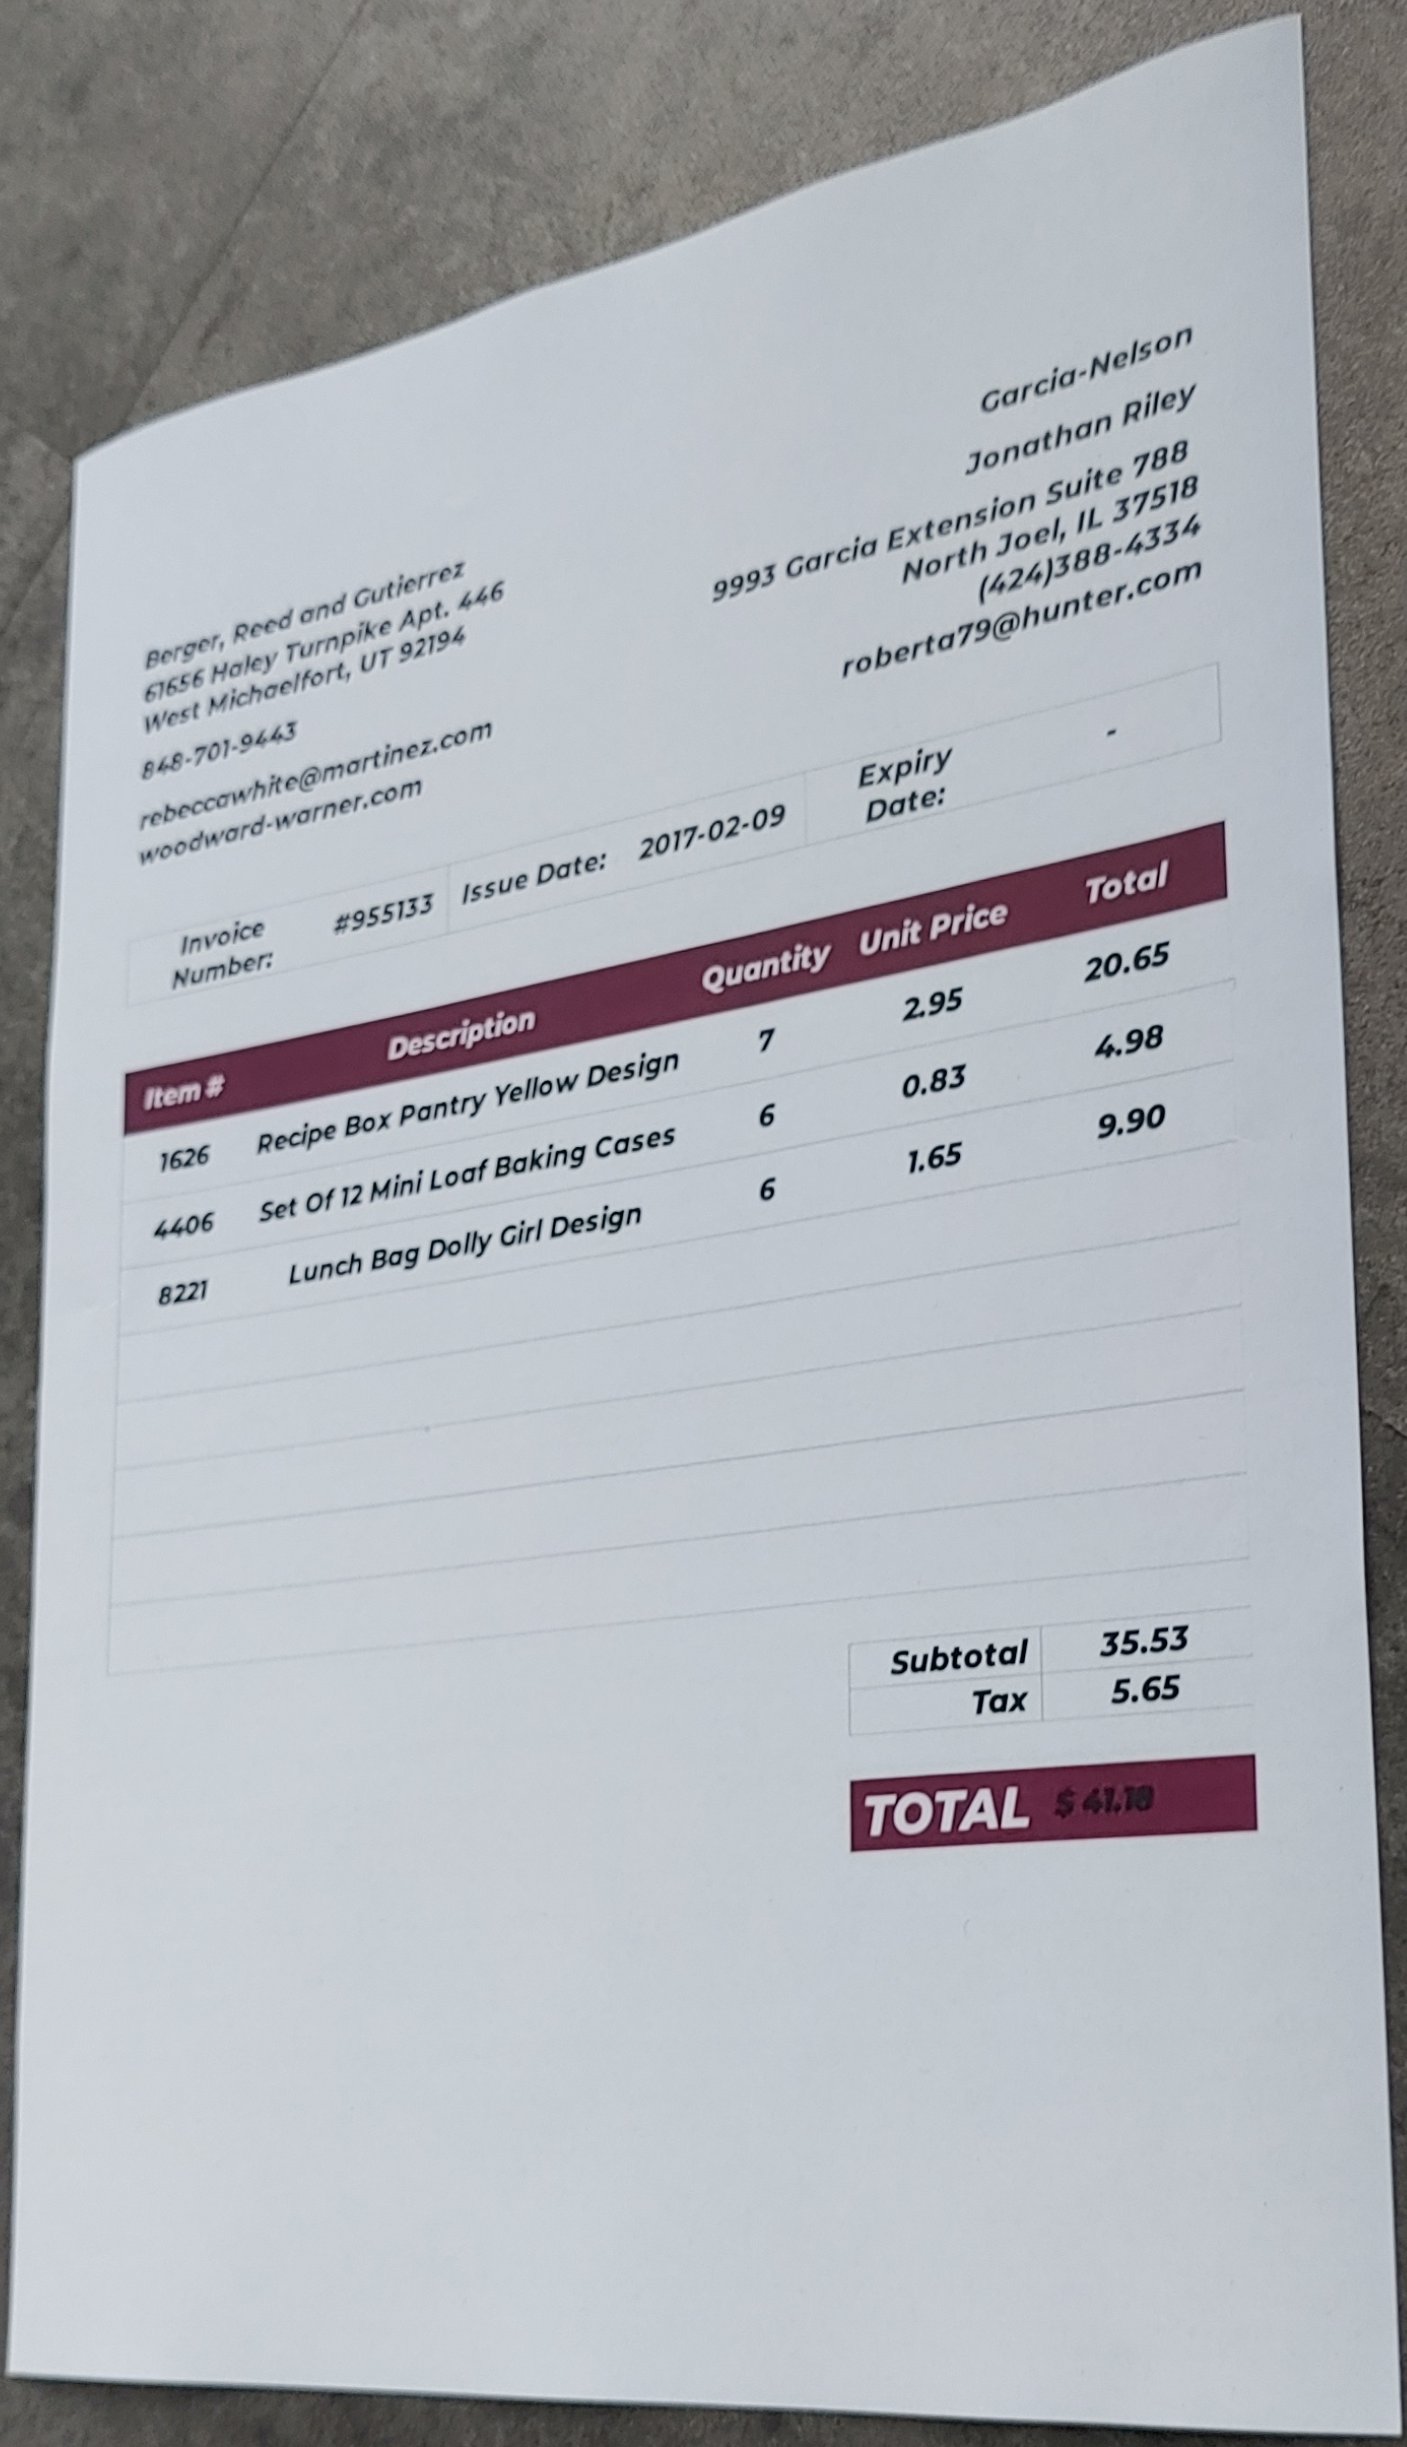 Garcia-Nelson
Jonathan Riley
9993 Garcia Extension Suite 788
North Joel, IL 37518
(424)388-4334
roberta79@hunter.com
Berger, Reed and Gutierrez
61656 Haley Turnpike Apt. 446
West Michaelfort, UT 92194
848-701-9443
rebeccawhite@martinez.com
woodward-warner.com
Invoice Number: #955133 Issue Date: 2017-02-09 Expiry Date: -
Item # Description Quantity Unit Price Total
1626 Recipe Box Pantry Yellow Design 7 2.95 20.65
4406 Set Of 12 Mini Loaf Baking Cases 6 0.83 4.98
8221 Lunch Bag Dolly Girl Design 6 1.65 9.90
Subtotal 35.53
Tax 5.65
TOTAL $ 41.18